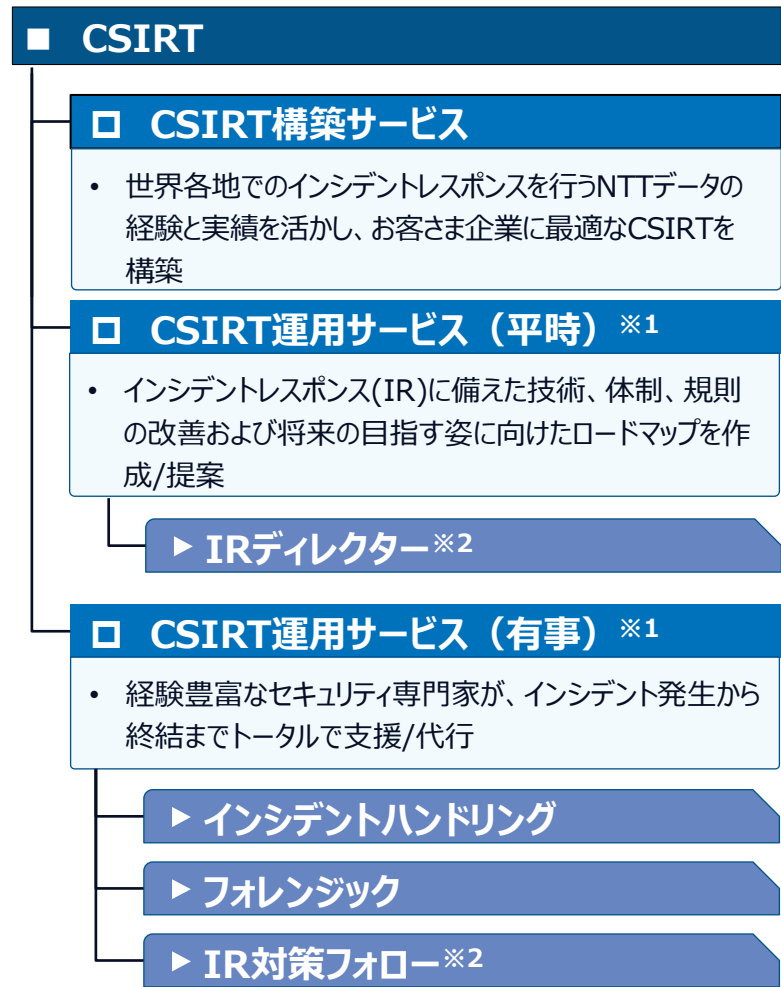 ■ CSIRT
□ CSIRT構築サービス
• 世界各地でのインシデントレスポンスを行うNTTデータの
経験と実績を活かし、お客さま企業に最適なCSIRTを
構築
□ CSIRT運用サービス（平時）※1
• インシデントレスポンス(IR)に備えた技術、体制、規則
の改善および将来の目指す姿に向けたロードマップを作
成/提案
▶ IRディレクター※2
□ CSIRT運用サービス（有事）※1
• 経験豊富なセキュリティ専門家が、インシデント発生から
終結までトータルで支援/代行
▶ インシデントハンドリング
▶ フォレンジック
▶ IR対策フォロー※2